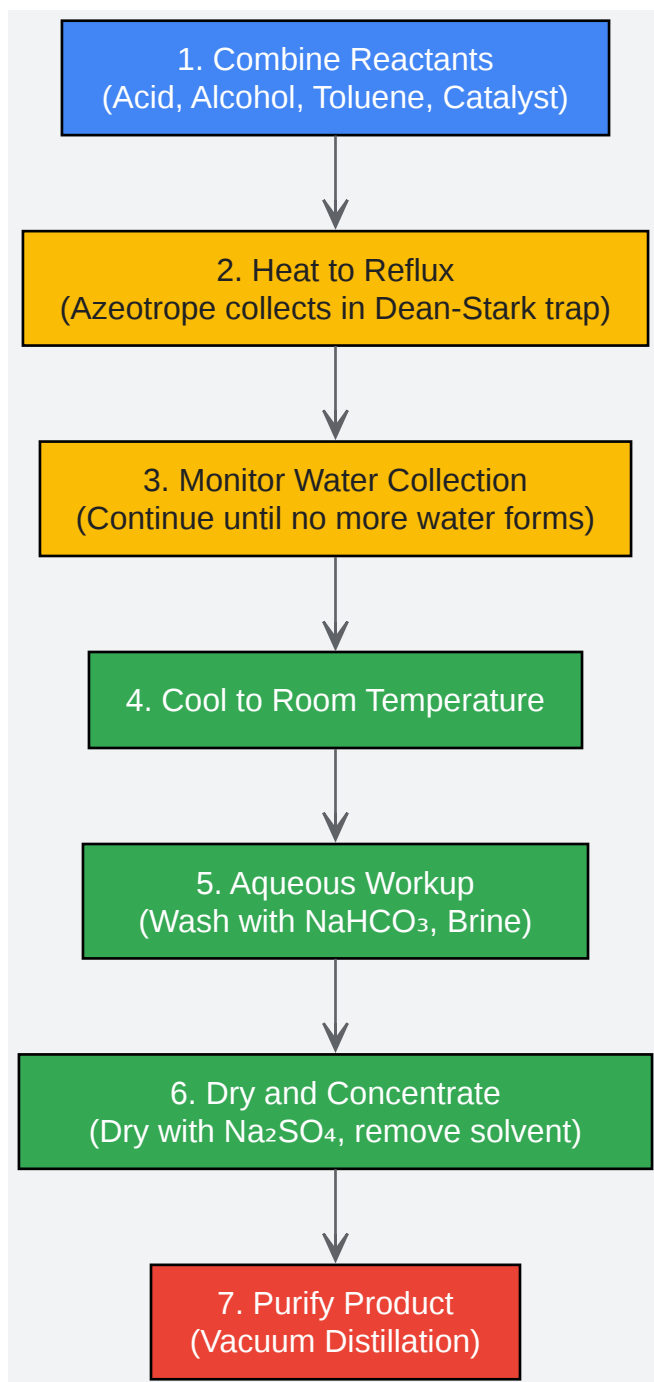 1. Combine Reactants
(Acid, Alcohol, Toluene, Catalyst)
2. Heat to Reflux
(Azeotrope collects in Dean-Stark trap)
3. Monitor Water Collection
(Continue until no more water forms)
4. Cool to Room Temperature
5. Aqueous Workup
(Wash with NaHCO₃, Brine)
6. Dry and Concentrate
(Dry with Na₂SO₄, remove solvent)
7. Purify Product
(Vacuum Distillation)